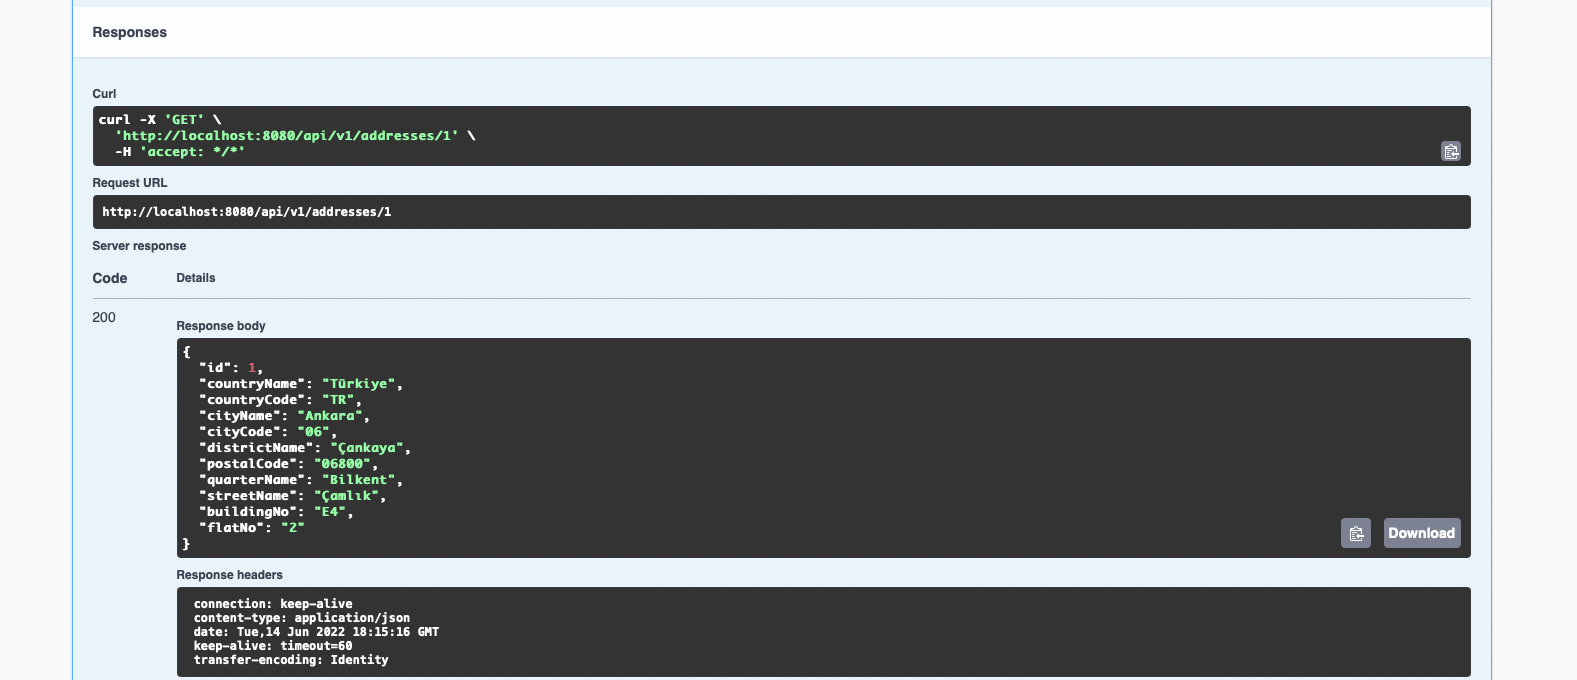 Responses
Curl
curl -X 'GET' \
  'http://localhost:8080/api/v1/addresses/1' \
  -H 'accept: */*'
Request URL
http://localhost:8080/api/v1/addresses/1
Server response
Code Details
200
Response body
{
  "id": 1,
  "countryName": "Türkiye",
  "countryCode": "TR",
  "cityName": "Ankara",
  "cityCode": "06",
  "districtName": "Çankaya",
  "postalCode": "06800",
  "quarterName": "Bilkent",
  "streetName": "Çamlık",
  "buildingNo": "E4",
  "flatNo": "2"
}
Download
Response headers
connection: keep-alive
content-type: application/json
date: Tue,14 Jun 2022 18:15:16 GMT
keep-alive: timeout=60
transfer-encoding: Identity